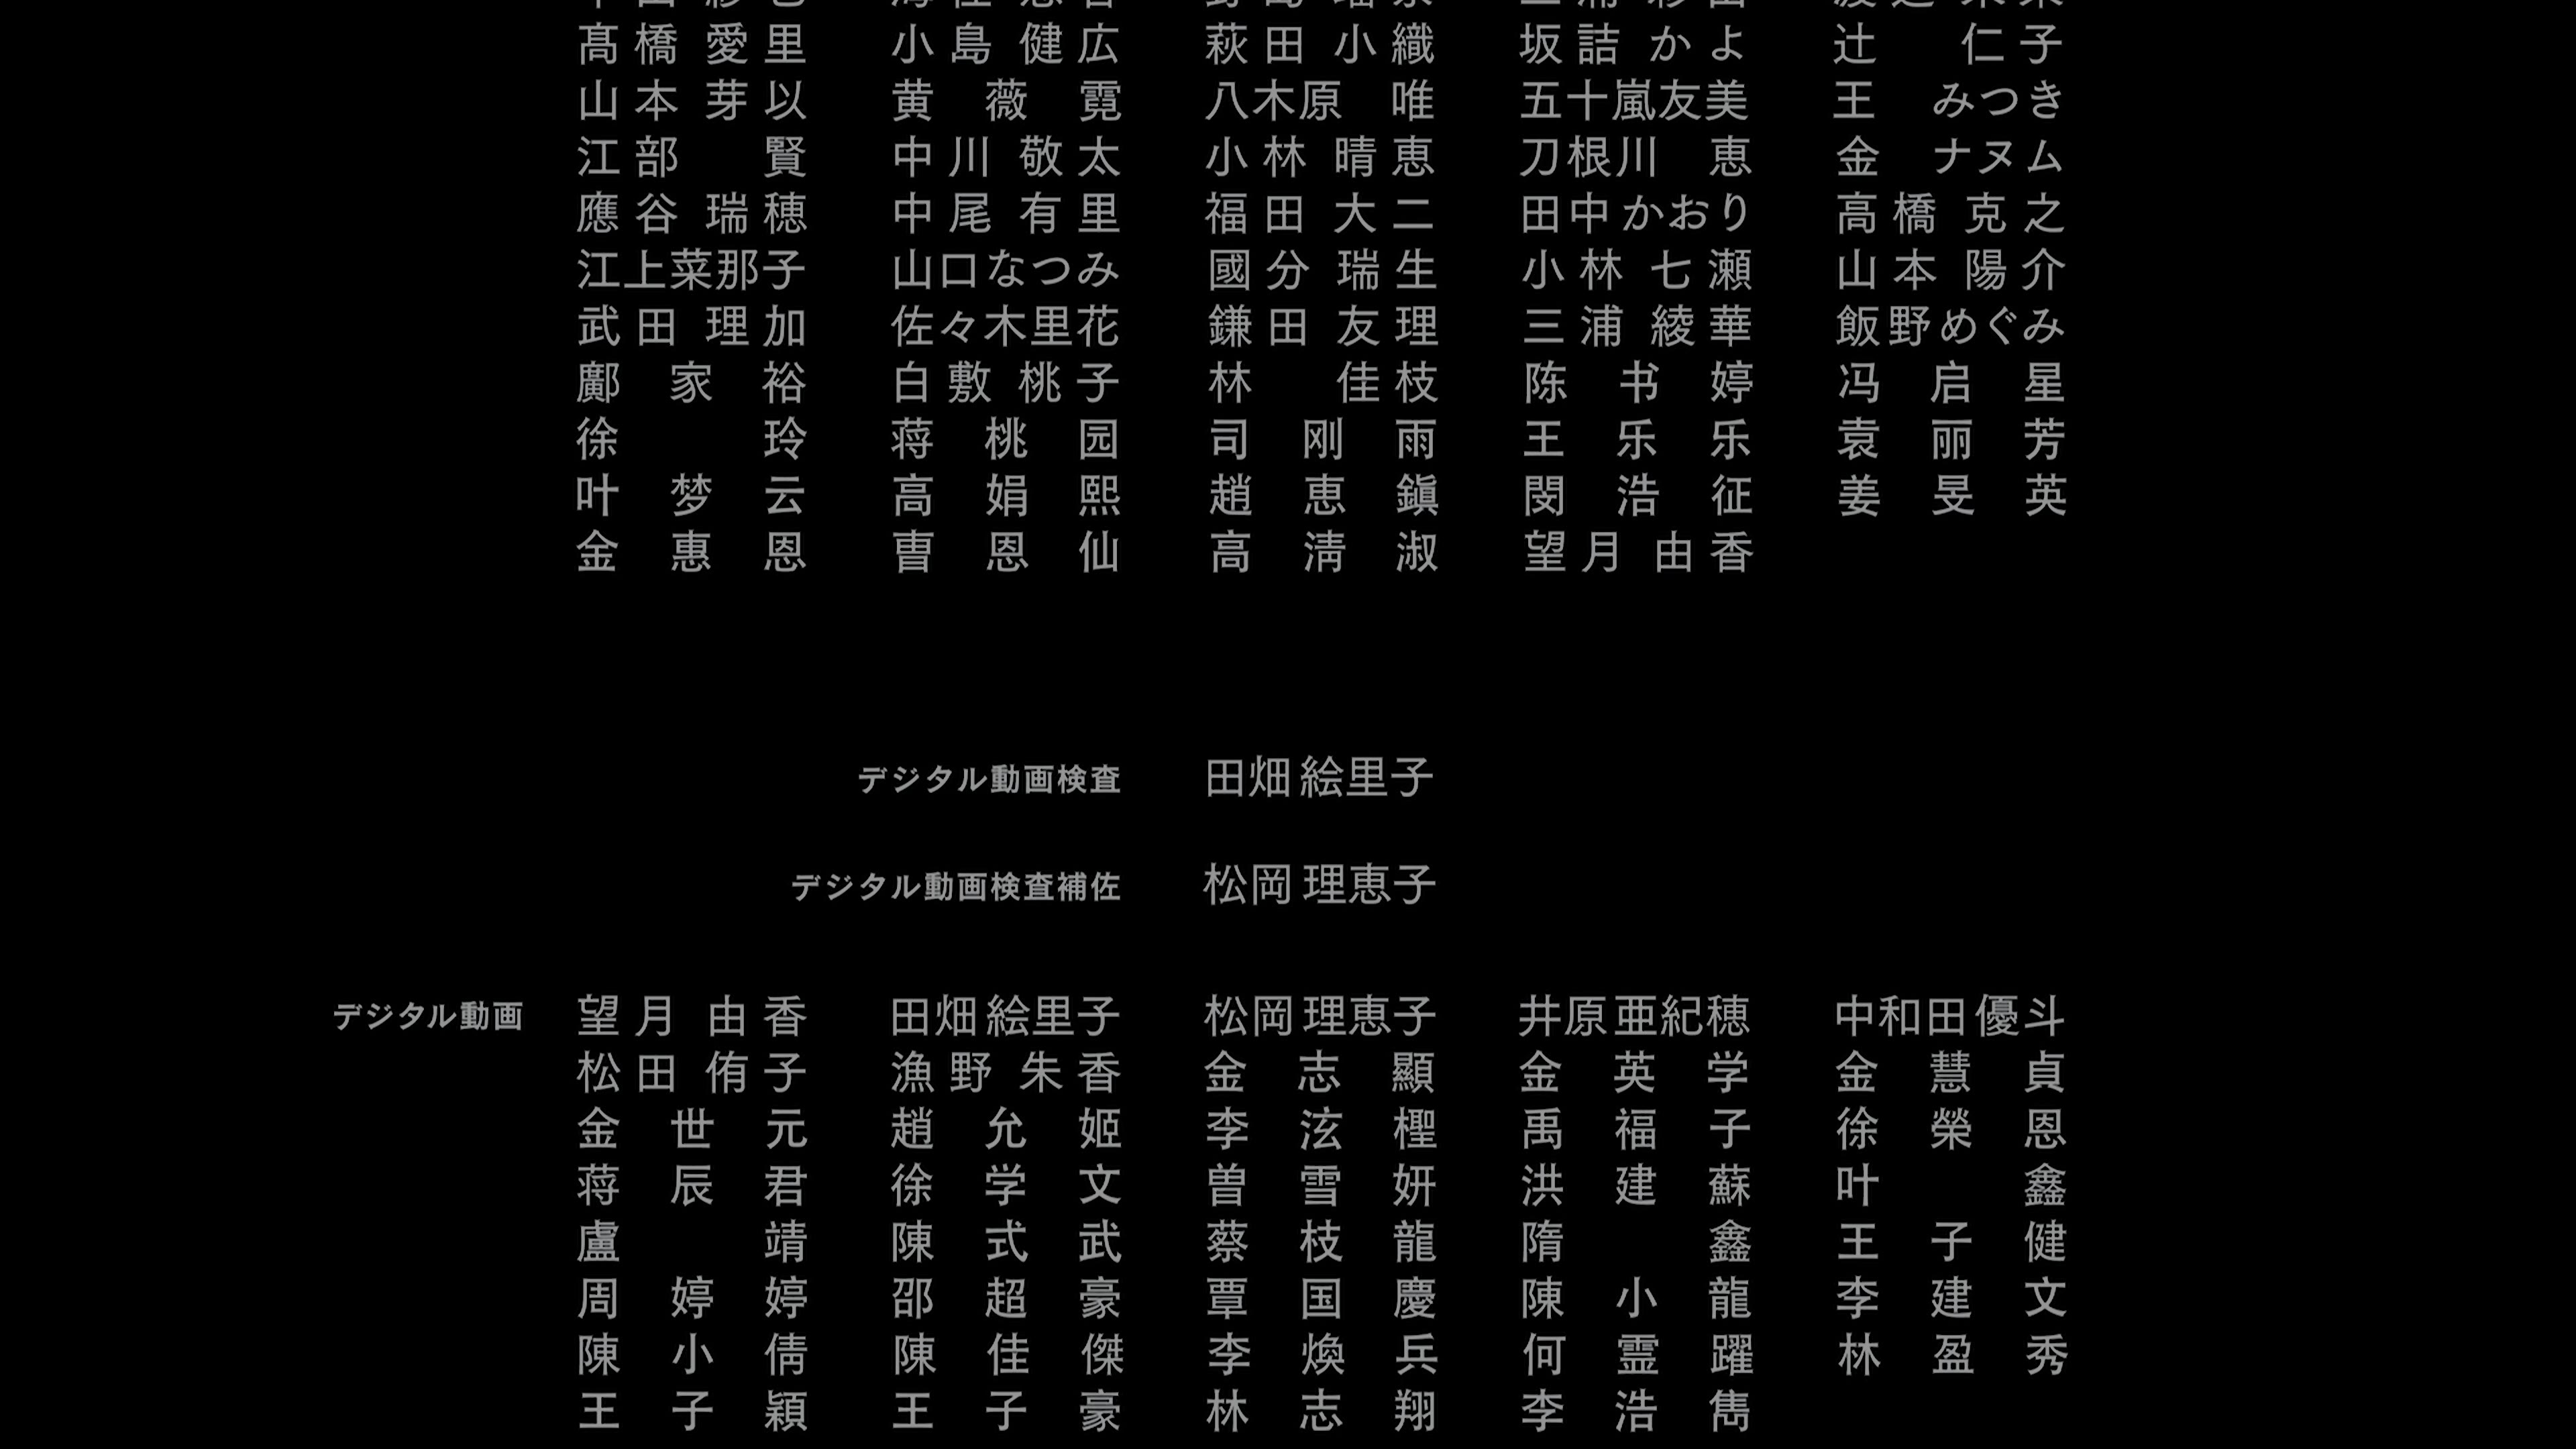 髙橋愛里 小島健広 萩田小織 坂詰かよ 辻仁子
山本芽以 黄薇霓 八木原唯 五十嵐友美 王みつき
江部賢 中川敬太 小林晴恵 刀根川恵 金ナヌム
應谷瑞穂 中尾有里 福田大二 田中かおり 高橋克之
江上菜那子 山口なつみ 國分瑞生 小林七瀬 山本陽介
武田理加 佐々木里花 鎌田友理 三浦綾華 飯野めぐみ
鄺家裕 白敷桃子 林佳枝 陈书婷 冯启星
徐玲 蒋桃园 司刚雨 王乐乐 袁丽芳
叶梦云 高娟熙 趙恵鎭 閔浩征 姜旻英
金惠恩 曺恩仙 高淸淑 望月由香
デジタル動画検査 田畑絵里子
デジタル動画検査補佐 松岡理恵子
デジタル動画 望月由香 田畑絵里子 松岡理恵子 井原亜紀穂 中和田優斗
松田侑子 漁野朱香 金志顯 金英学 金慧貞
金世元 趙允姫 李泫樫 禹福子 徐榮恩
蒋辰君 徐学文 曽雪妍 洪建蘇 叶鑫
盧靖 陳式武 蔡枝龍 隋鑫 王子健
周婷婷 邵超豪 覃国慶 陳小龍 李建文
陳小倩 陳佳傑 李煥兵 何霊躍 林盈秀
王子穎 王子豪 林志翔 李浩雋